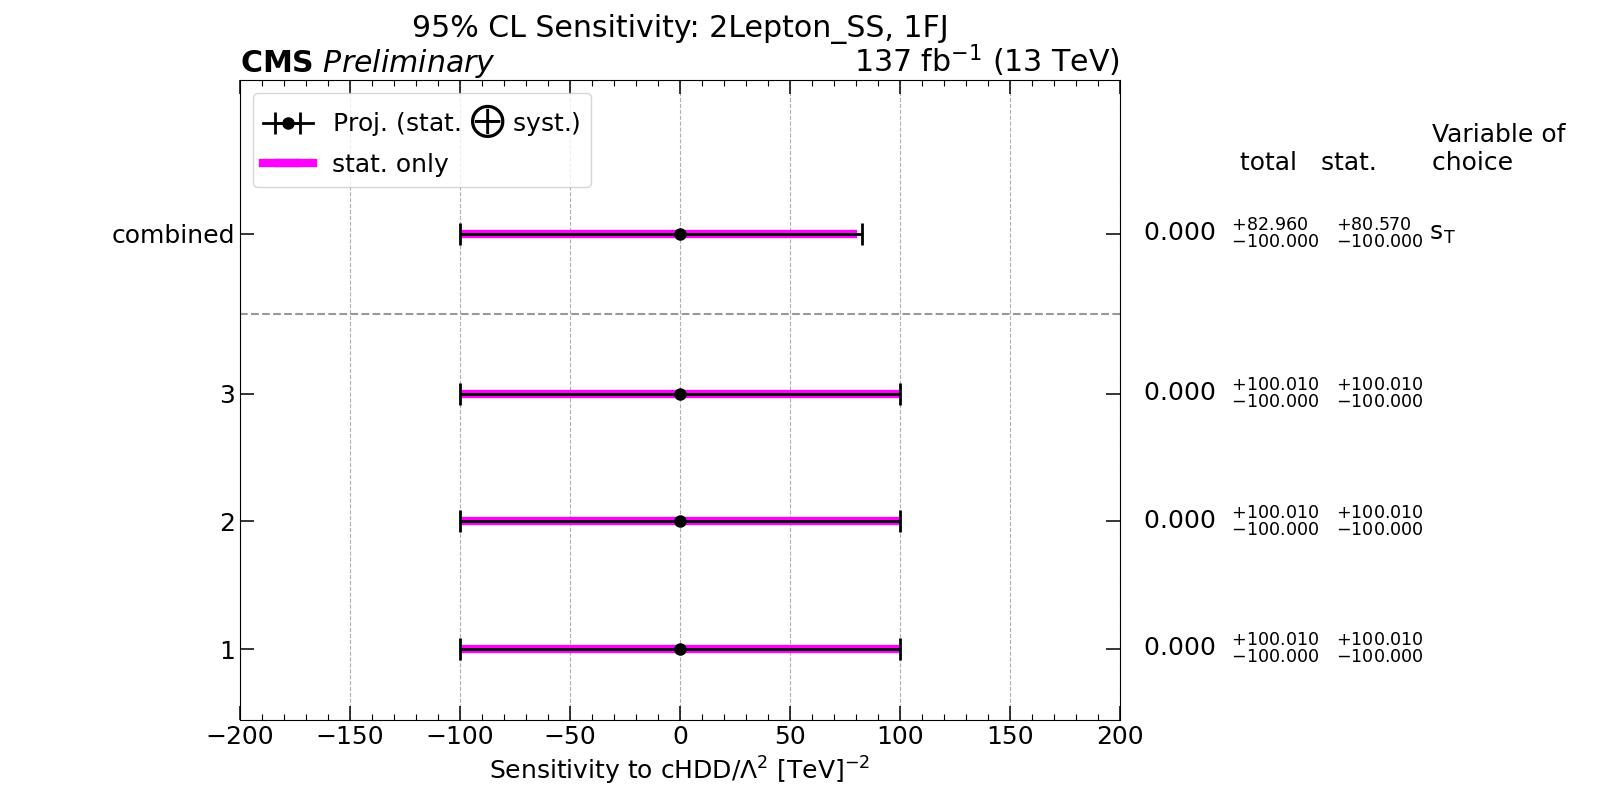 95% CL Sensitivity: 2Lepton_SS, 1FJ
CMS Preliminary 137 fb⁻¹ (13 TeV)
Proj. (stat. ⊕ syst.)
stat. only
total stat. Variable of
choice
combined 0.000 +82.960 −100.000 +80.570 −100.000 s_T
3 0.000 +100.010 −100.000 +100.010 −100.000
2 0.000 +100.010 −100.000 +100.010 −100.000
1 0.000 +100.010 −100.000 +100.010 −100.000
−200 −150 −100 −50 0 50 100 150 200
Sensitivity to cHDD/Λ² [TeV]⁻²